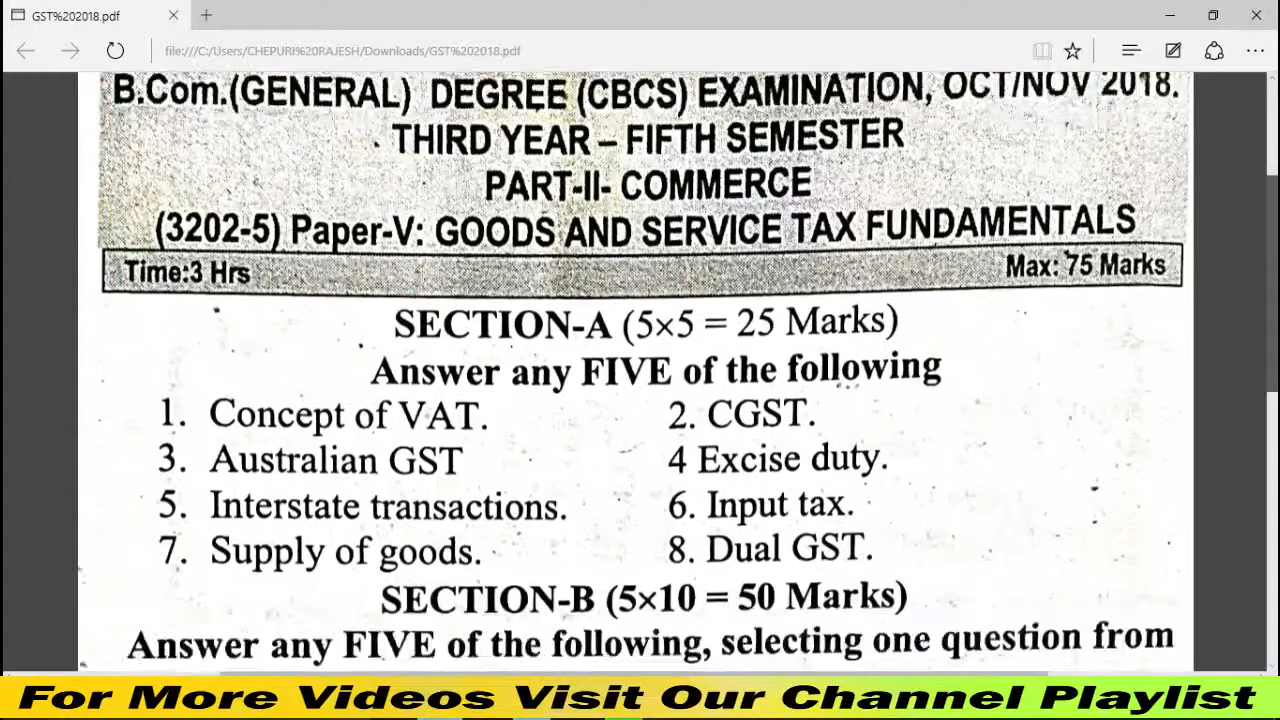 GST%202018.pdf
file:///C:/Users/CHEPURI%20RAJESH/Downloads/GST%202018.pdf
B.Com.(GENERAL) DEGREE (CBCS) EXAMINATION, OCT/NOV 2018.
THIRD YEAR – FIFTH SEMESTER
PART-II- COMMERCE
(3202-5) Paper-V: GOODS AND SERVICE TAX FUNDAMENTALS
Time:3 Hrs Max: 75 Marks
SECTION-A (5×5 = 25 Marks)
Answer any FIVE of the following
1. Concept of VAT. 2. CGST.
3. Australian GST 4 Excise duty.
5. Interstate transactions. 6. Input tax.
7. Supply of goods. 8. Dual GST.
SECTION-B (5×10 = 50 Marks)
Answer any FIVE of the following, selecting one question from
For More Videos Visit Our Channel Playlist